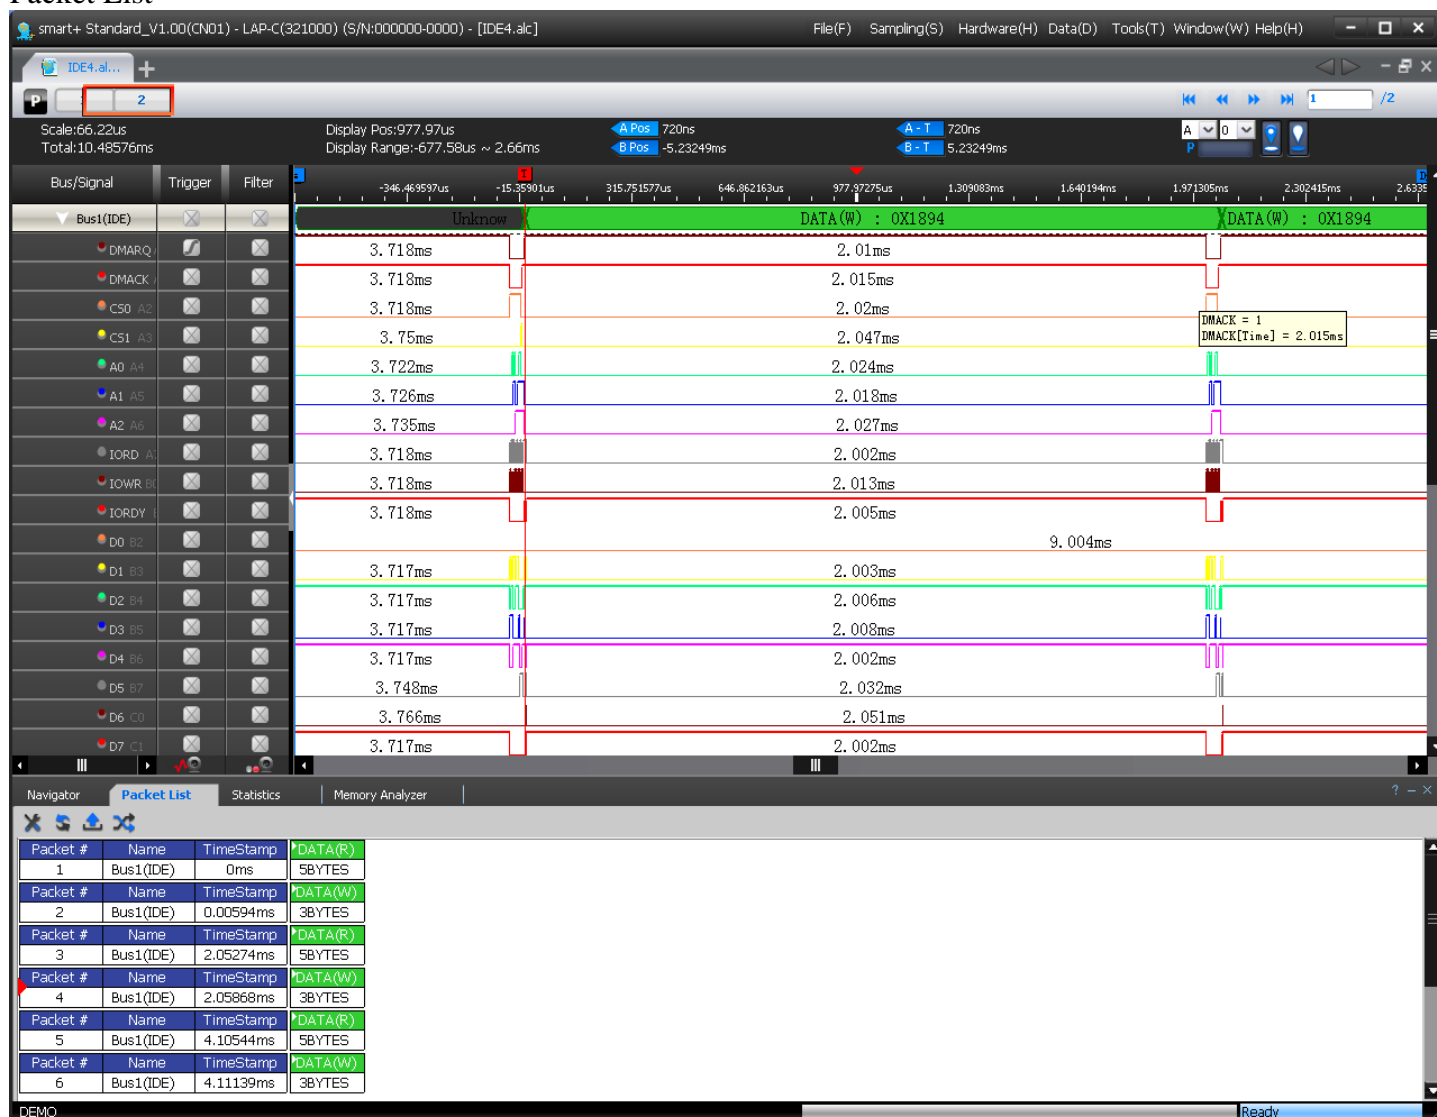 Packet List
smart+ Standard_V1.00(CN01) - LAP-C(321000) (S/N:000000-0000) - [IDE4.alc] File(F) Sampling(S) Hardware(H) Data(D) Tools(T) Window(W) Help(H)
IDE4.al...
P 2 1 /2
Scale:66.22us Display Pos:977.97us A Pos 720ns A - T 720ns A 0
Total:10.48576ms Display Range:-677.58us ~ 2.66ms B Pos -5.23249ms B - T 5.23249ms P
Bus/Signal Trigger Filter T -346.469597us -15.35901us 315.751577us 646.862163us 977.97275us 1.309083ms 1.640194ms 1.971305ms 2.302415ms 2.6335
Bus1(IDE) Unknow DATA(W) : 0X1894 DATA(W) : 0X1894
DMARQ 3.718ms 2.01ms
DMACK 3.718ms 2.015ms
CS0 A2 3.718ms 2.02ms
DMACK = 1
CS1 A3 3.75ms 2.047ms DMACK[Time] = 2.015ms
A0 A4 3.722ms 2.024ms
A1 A5 3.726ms 2.018ms
A2 A6 3.735ms 2.027ms
IORD A 3.718ms 2.002ms
IOWR B0 3.718ms 2.013ms
IORDY 3.718ms 2.005ms
D0 B2 9.004ms
D1 B3 3.717ms 2.003ms
D2 B4 3.717ms 2.006ms
D3 B5 3.717ms 2.008ms
D4 B6 3.717ms 2.002ms
D5 B7 3.748ms 2.032ms
D6 C0 3.766ms 2.051ms
D7 C1 3.717ms 2.002ms
Navigator Packet List Statistics Memory Analyzer
Packet # Name TimeStamp DATA(R)
1 Bus1(IDE) 0ms 5BYTES
Packet # Name TimeStamp DATA(W)
2 Bus1(IDE) 0.00594ms 3BYTES
Packet # Name TimeStamp DATA(R)
3 Bus1(IDE) 2.05274ms 5BYTES
Packet # Name TimeStamp DATA(W)
4 Bus1(IDE) 2.05868ms 3BYTES
Packet # Name TimeStamp DATA(R)
5 Bus1(IDE) 4.10544ms 5BYTES
Packet # Name TimeStamp DATA(W)
6 Bus1(IDE) 4.11139ms 3BYTES
DEMO Ready